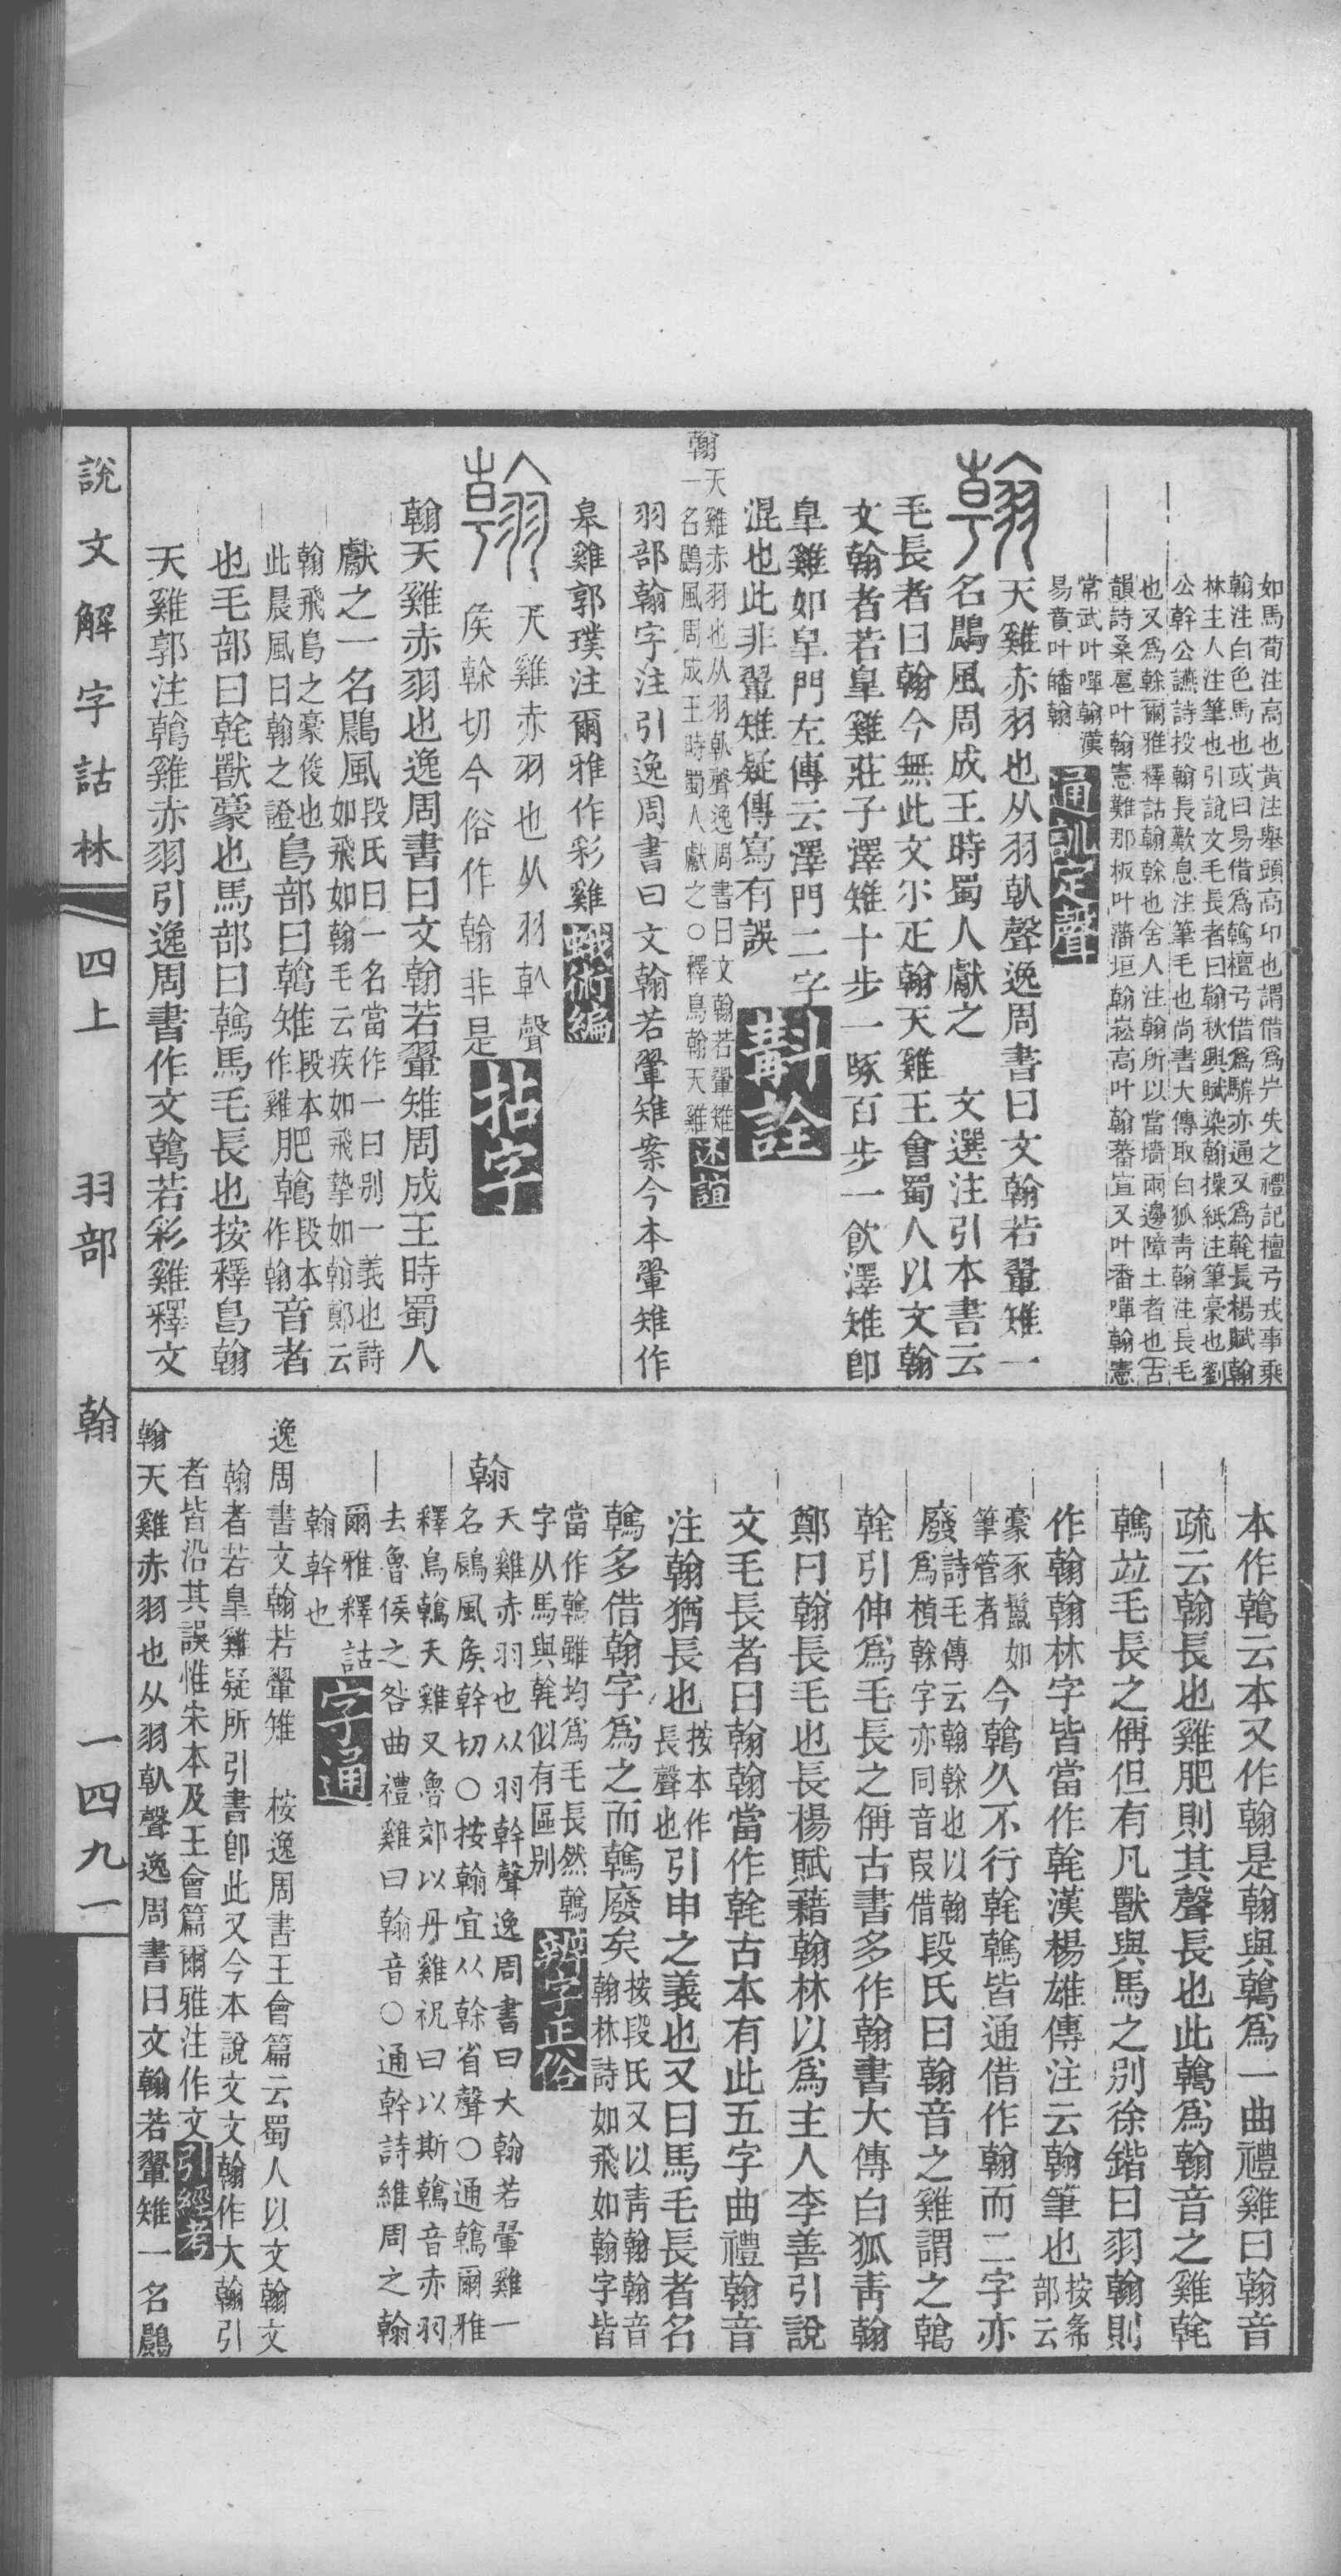 如馬荀注高也黄注舉頭高卬也謂借爲屵失之禮記檀弓戎事乘
翰注白色馬也或曰易借爲鶾檀弓借爲騂亦通又爲㲦長楊賦翰
林主人注筆也引說文毛長者曰翰秋興賦染翰操紙注筆豪也劉
公幹公讌詩投翰長歎息注筆毛也尚書大傳取白狐青翰注長毛
也又爲榦爾雅釋詁翰榦也舍人注翰所以當墻兩邊障土者也古
韻詩桑扈叶翰憲難那板叶藩垣翰崧高叶翰蕃宣又叶番嘽翰憲
常武叶嘽翰漢
易賁叶皤翰
通訓定聲
翰
天雞赤羽也从羽倝聲逸周書曰文翰若翬雉一
名鷐風周成王時蜀人獻之　文選注引本書云
毛長者曰翰今無此文尒疋翰天雞王會蜀人以文翰
文翰者若皐雞莊子澤雉十步一啄百步一飮澤雉卽
皐雞如皐門左傳云澤門二字
混也此非翬雉疑傳寫有誤
斠詮
翰
天雞赤羽也从羽倝聲逸周書曰文翰若翬雉
一名鷐風周成王時蜀人獻之○釋鳥翰天雞
述誼
羽部翰字注引逸周書曰文翰若翬雉案今本翬雉作
皋雞郭璞注爾雅作彩雞
蛾術編
翰
天雞赤羽也从羽倝聲
侯榦切今俗作翰非是
拈字
翰天雞赤羽也逸周書曰文翰若翬雉周成王時蜀人
獻之一名鷐風
段氏曰一名當作一曰别一義也詩
如飛如翰毛云疾如飛摯如翰鄭云
翰飛鳥之豪俊也
此晨風曰翰之證
鳥部曰鶾雉
段本
作雞
肥鶾
段本
作翰
音者
也毛部曰㲦獸豪也馬部曰䮧馬毛長也按釋鳥翰
天雞郭注鶾雞赤羽引逸周書作文鶾若彩雞釋文
本作鶾云本又作翰是翰與鶾爲一曲禮雞曰翰音
疏云翰長也雞肥則其聲長也此鶾爲翰音之雞㲦
䮧竝毛長之偁但有凡獸與馬之别徐鍇曰羽翰則
作翰翰林字皆當作㲦漢楊雄傳注云翰筆也
按㣇
部云
豪豕鬣如
筆管者
今鶾久不行㲦䮧皆通借作翰而二字亦
廢
詩毛傳云翰榦也以翰
爲楨榦字亦同音叚借
段氏曰翰音之雞謂之鶾
㲦引伸爲毛長之偁古書多作翰書大傳白狐青翰
鄭曰翰長毛也長楊賦藉翰林以爲主人李善引說
文毛長者曰翰翰當作㲦古本有此五字曲禮翰音
注翰猶長也
按本作
長聲也
引申之義也又曰馬毛長者名
䮧多借翰字爲之而䮧廢矣
按段氏又以青翰翰音
翰林詩如飛如翰字皆
當作䮧雖均爲毛長然䮧
字从馬與㲦似有區别
辨字正俗
翰
天雞赤羽也从羽幹聲逸周書曰大翰若翬雞一
名鷐風侯幹切○按翰宜从榦省聲○通鶾爾雅
釋鳥鶾天雞又魯郊以丹雞祝曰以斯鶾音赤羽
去魯侯之咎曲禮雞曰翰音○通幹詩維周之翰
爾雅釋詁
翰幹也
字通
逸周書文翰若翬雉　桉逸周書王會篇云蜀人以文翰文
翰者若皐雞疑所引書卽此又今本說文文翰作大翰引
者皆沿其誤惟宋本及王會篇爾雅注作文
引經考
翰天雞赤羽也从羽倝聲逸周書曰文翰若翬雉一名鷐
說文解字詁林
四上
羽部
翰
一四九一